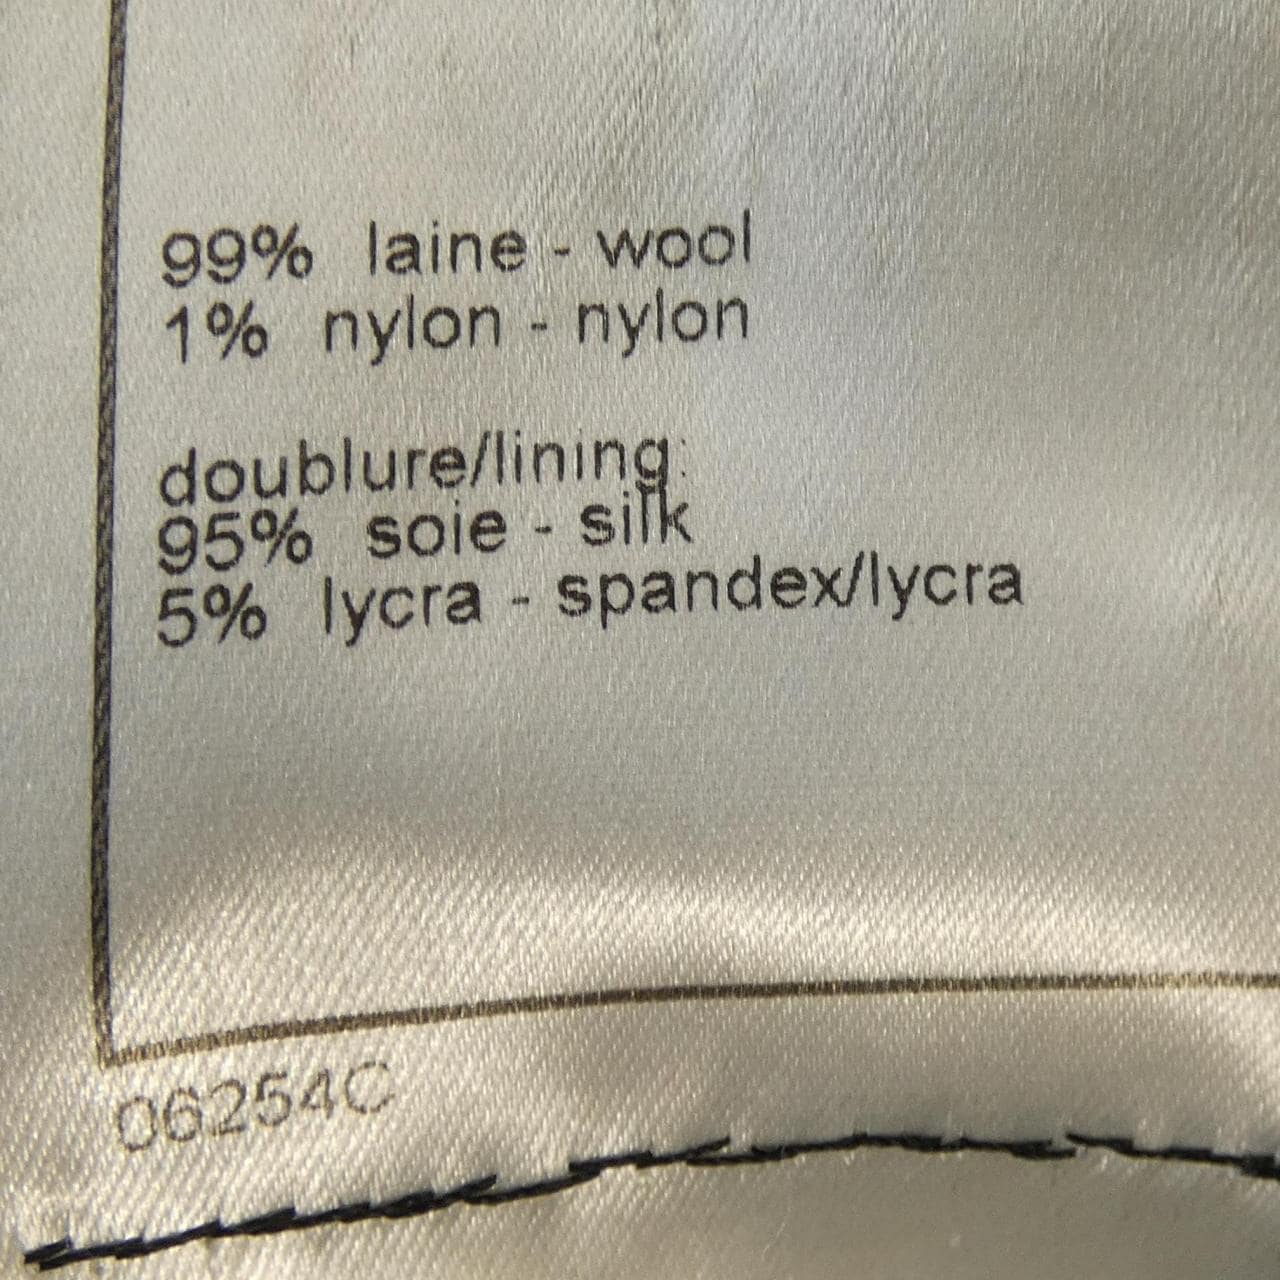 99% laine - wool
1% nylon - nylon
doublure/lining:
95% soie - silk
5% lycra - spandex/lycra
06254C